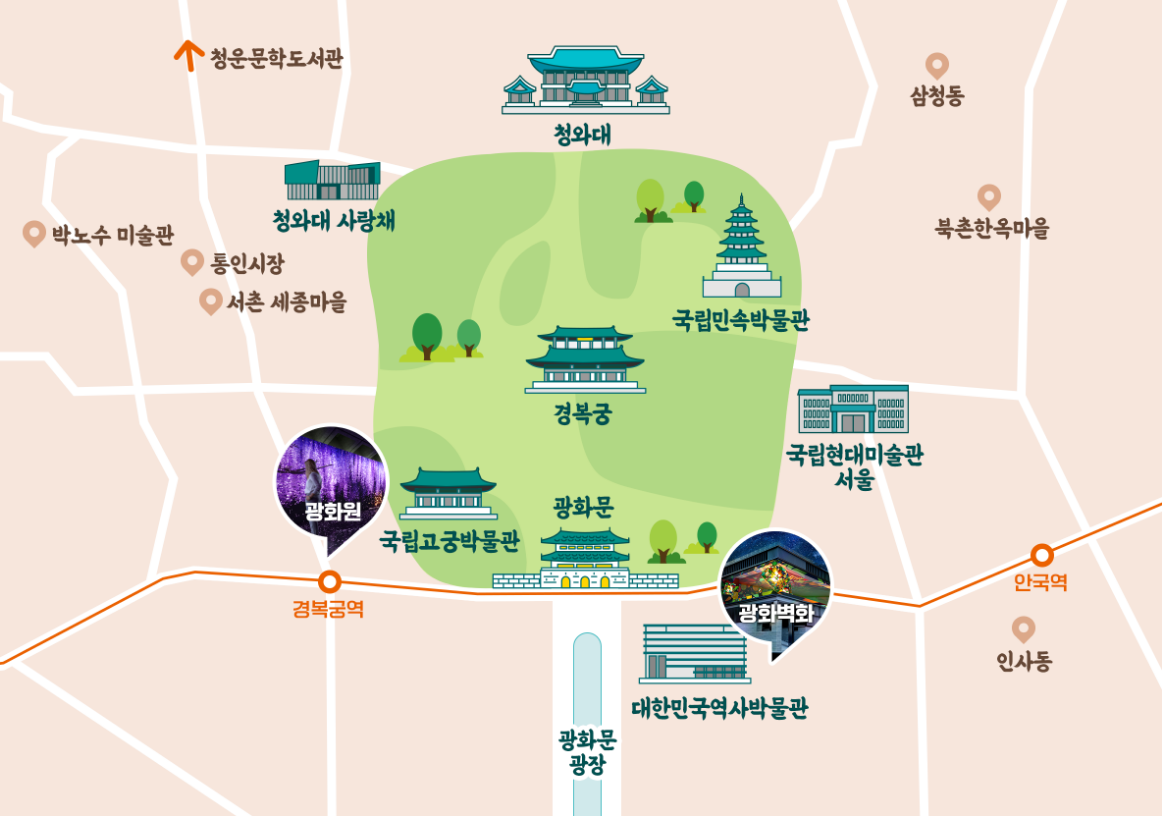 청운문학도서관
청와대
삼청동
청와대 사랑채
박노수 미술관
통인시장
서촌 세종마을
북촌한옥마을
국립민속박물관
경복궁
국립현대미술관
서울
광화원
국립고궁박물관
광화문
경복궁역
광화벽화
안국역
인사동
대한민국역사박물관
광화문
광장